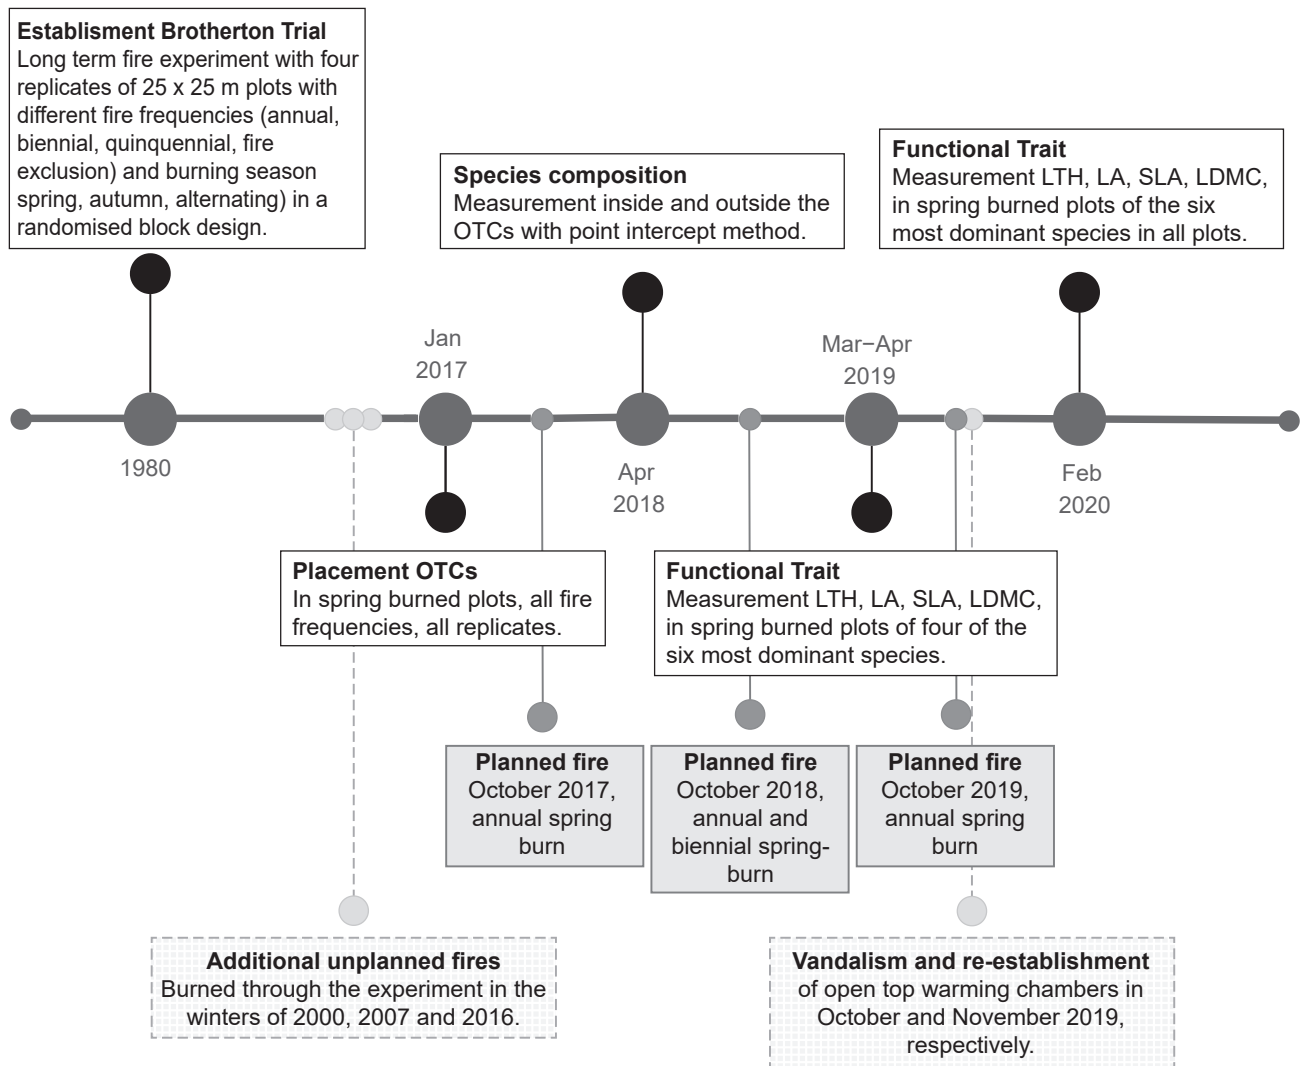 Establisment Brotherton Trial
Long term fire experiment with four
replicates of 25 x 25 m plots with
different fire frequencies (annual,
biennial, quinquennial, fire
exclusion) and burning season
spring, autumn, alternating) in a
randomised block design.
Species composition
Measurement inside and outside the
OTCs with point intercept method.
Functional Trait
Measurement LTH, LA, SLA, LDMC,
in spring burned plots of the six
most dominant species in all plots.
Jan
2017
Mar−Apr
2019
1980
Apr
2018
Feb
2020
Placement OTCs
In spring burned plots, all fire
frequencies, all replicates.
Functional Trait
Measurement LTH, LA, SLA, LDMC,
in spring burned plots of four of the
six most dominant species.
Planned fire
October 2017,
annual spring
burn
Planned fire
October 2018,
annual and
biennial spring-
burn
Planned fire
October 2019,
annual spring
burn
Additional unplanned fires
Burned through the experiment in the
winters of 2000, 2007 and 2016.
Vandalism and re-establishment
of open top warming chambers in
October and November 2019,
respectively.